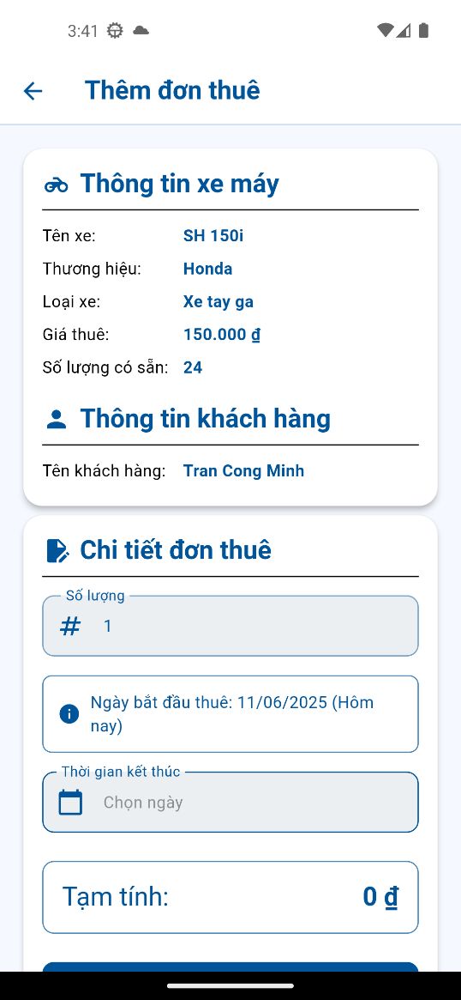 3:41
Thêm đơn thuê
Thông tin xe máy
Tên xe: SH 150i
Thương hiệu: Honda
Loại xe: Xe tay ga
Giá thuê: 150.000 ₫
Số lượng có sẵn: 24
Thông tin khách hàng
Tên khách hàng: Tran Cong Minh
Chi tiết đơn thuê
Số lượng
# 1
Ngày bắt đầu thuê: 11/06/2025 (Hôm
nay)
Thời gian kết thúc
Chọn ngày
Tạm tính: 0 ₫